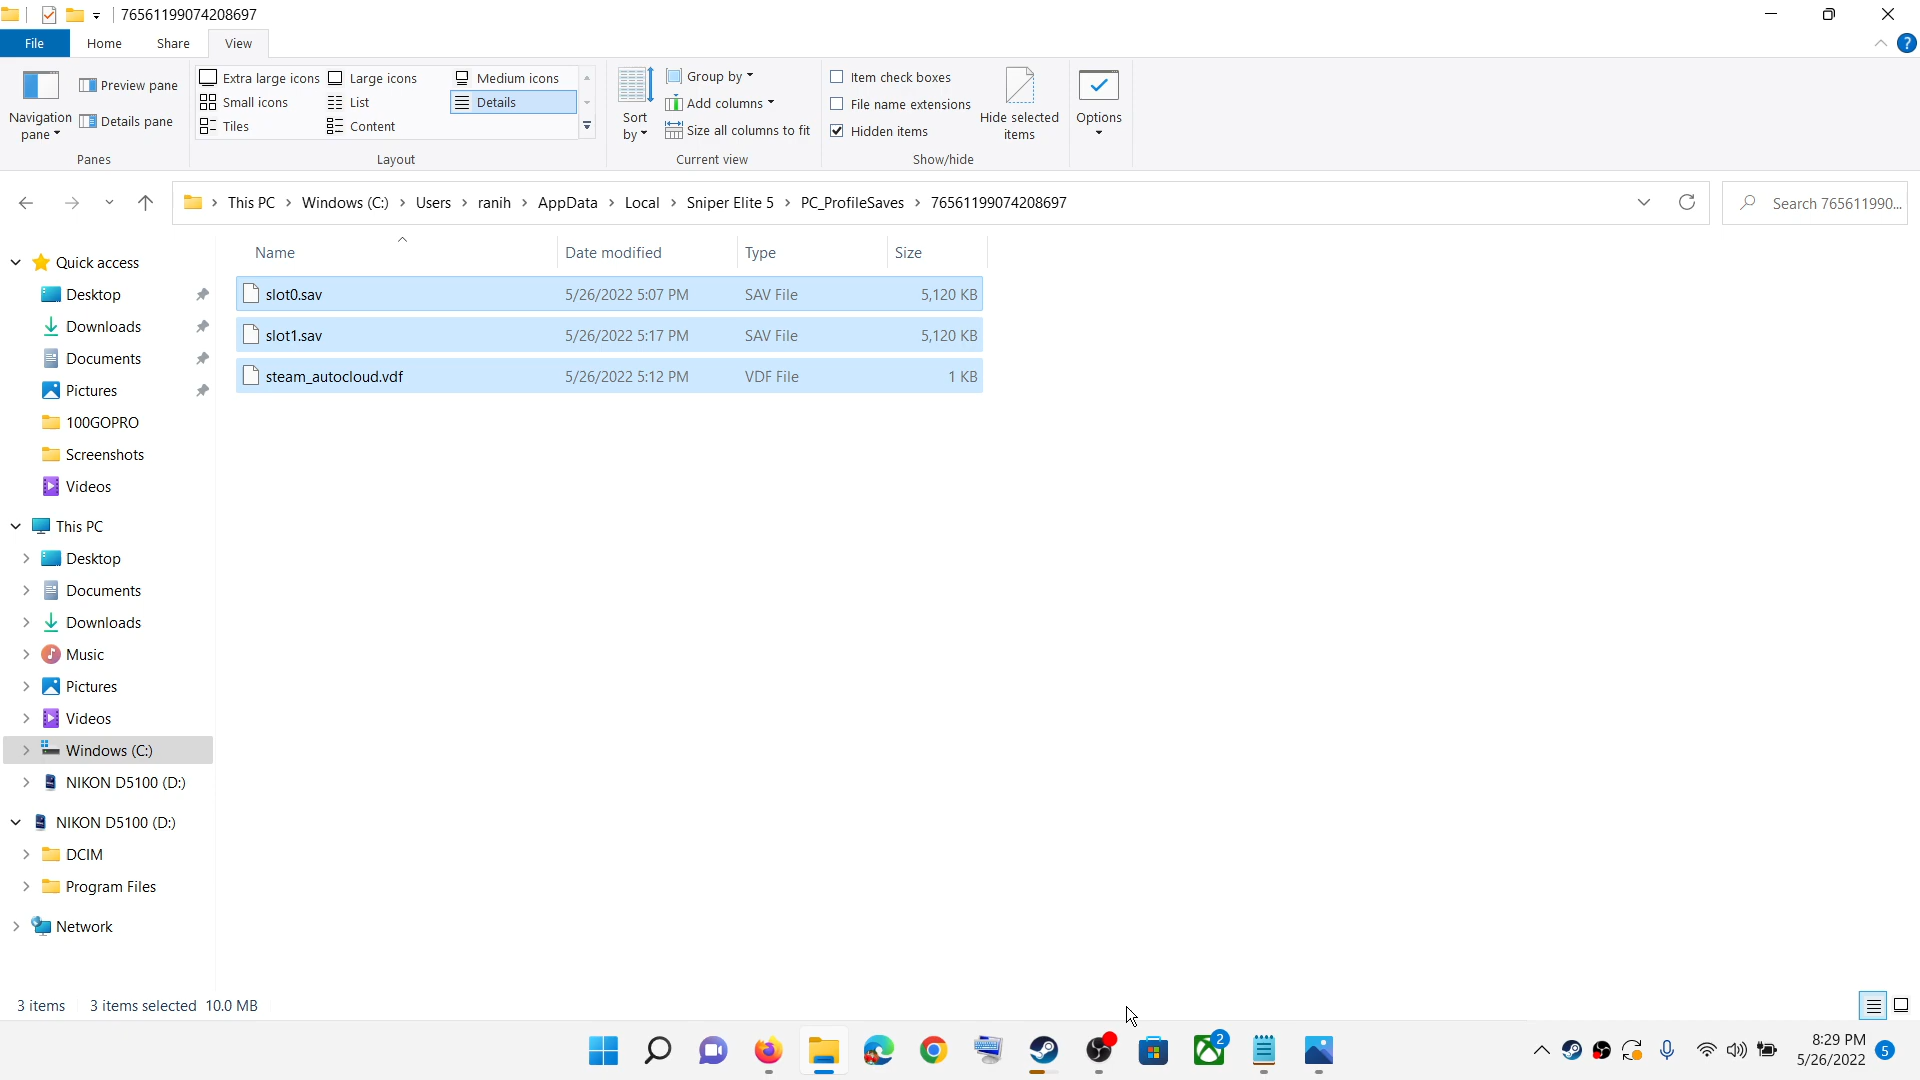 76561199074208697
File Home Share View
Navigation pane
Preview pane
Details pane
Panes
Extra large icons Large icons Medium icons
Small icons List Details
Tiles Content
Layout
Sort by
Group by
Add columns
Size all columns to fit
Current view
Item check boxes
File name extensions
Hidden items
Hide selected items
Show/hide
Options
This PC > Windows (C:) > Users > ranih > AppData > Local > Sniper Elite 5 > PC_ProfileSaves > 76561199074208697
Search 765611990...
Quick access
Desktop
Downloads
Documents
Pictures
100GOPRO
Screenshots
Videos
This PC
Desktop
Documents
Downloads
Music
Pictures
Videos
Windows (C:)
NIKON D5100 (D:)
NIKON D5100 (D:)
DCIM
Program Files
Network
Name Date modified Type Size
slot0.sav 5/26/2022 5:07 PM SAV File 5,120 KB
slot1.sav 5/26/2022 5:17 PM SAV File 5,120 KB
steam_autocloud.vdf 5/26/2022 5:12 PM VDF File 1 KB
3 items 3 items selected 10.0 MB
2
8:29 PM
5/26/2022
5